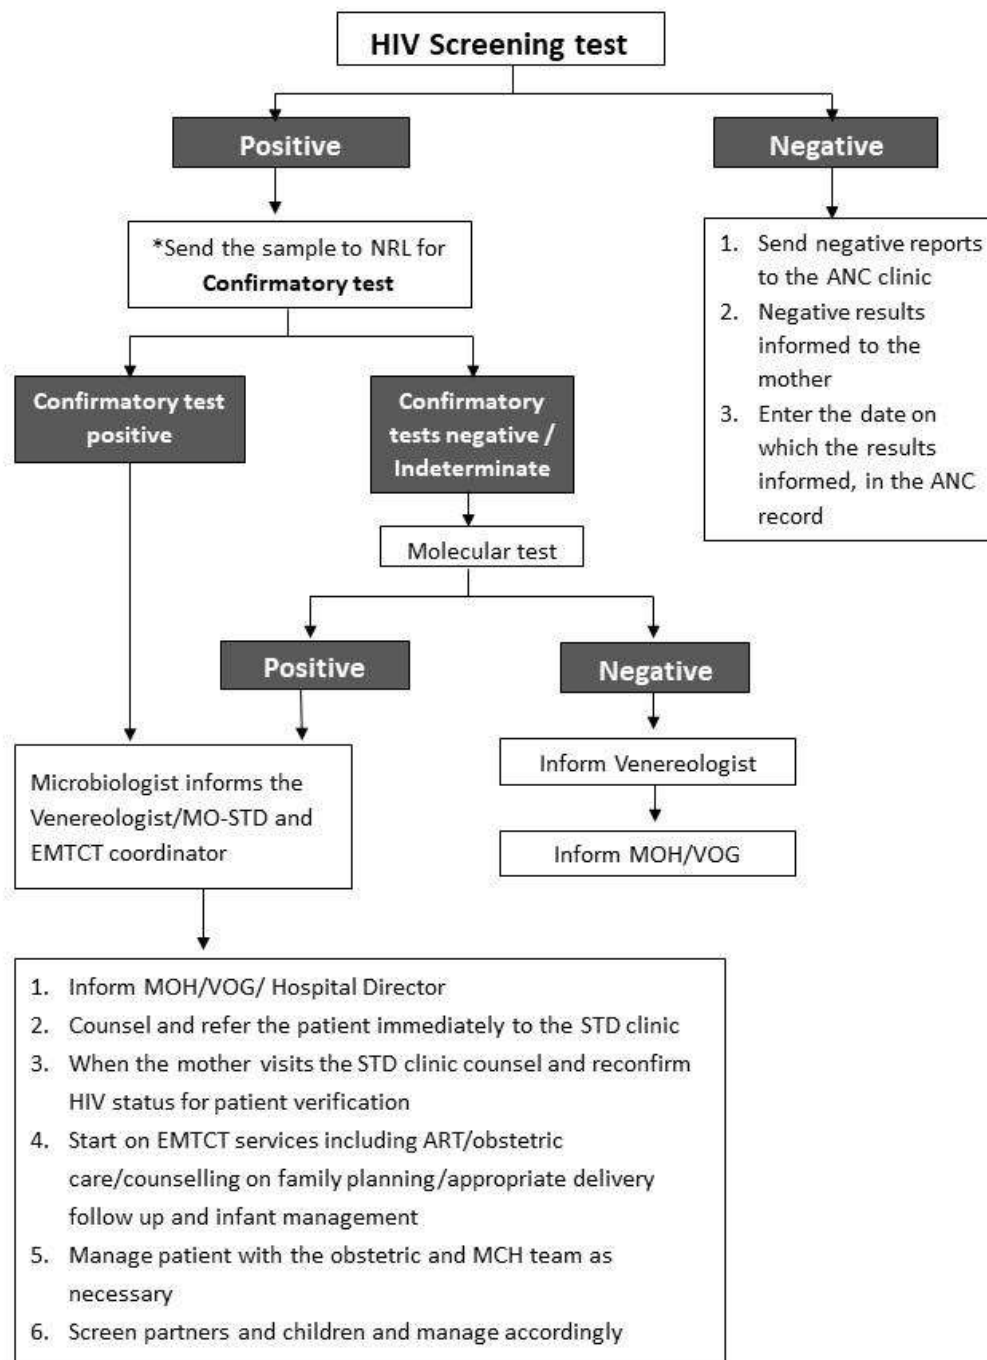 HIV Screening test
Positive
Negative
*Send the sample to NRL for
Confirmatory test
1. Send negative reports
to the ANC clinic
2. Negative results
informed to the
mother
3. Enter the date on
which the results
informed, in the ANC
record
Confirmatory test
positive
Confirmatory
tests negative /
Indeterminate
Molecular test
Positive
Negative
Microbiologist informs the
Venereologist/MO-STD and
EMTCT coordinator
Inform Venereologist
Inform MOH/VOG
1. Inform MOH/VOG/ Hospital Director
2. Counsel and refer the patient immediately to the STD clinic
3. When the mother visits the STD clinic counsel and reconfirm
HIV status for patient verification
4. Start on EMTCT services including ART/obstetric
care/counselling on family planning/appropriate delivery
follow up and infant management
5. Manage patient with the obstetric and MCH team as
necessary
6. Screen partners and children and manage accordingly